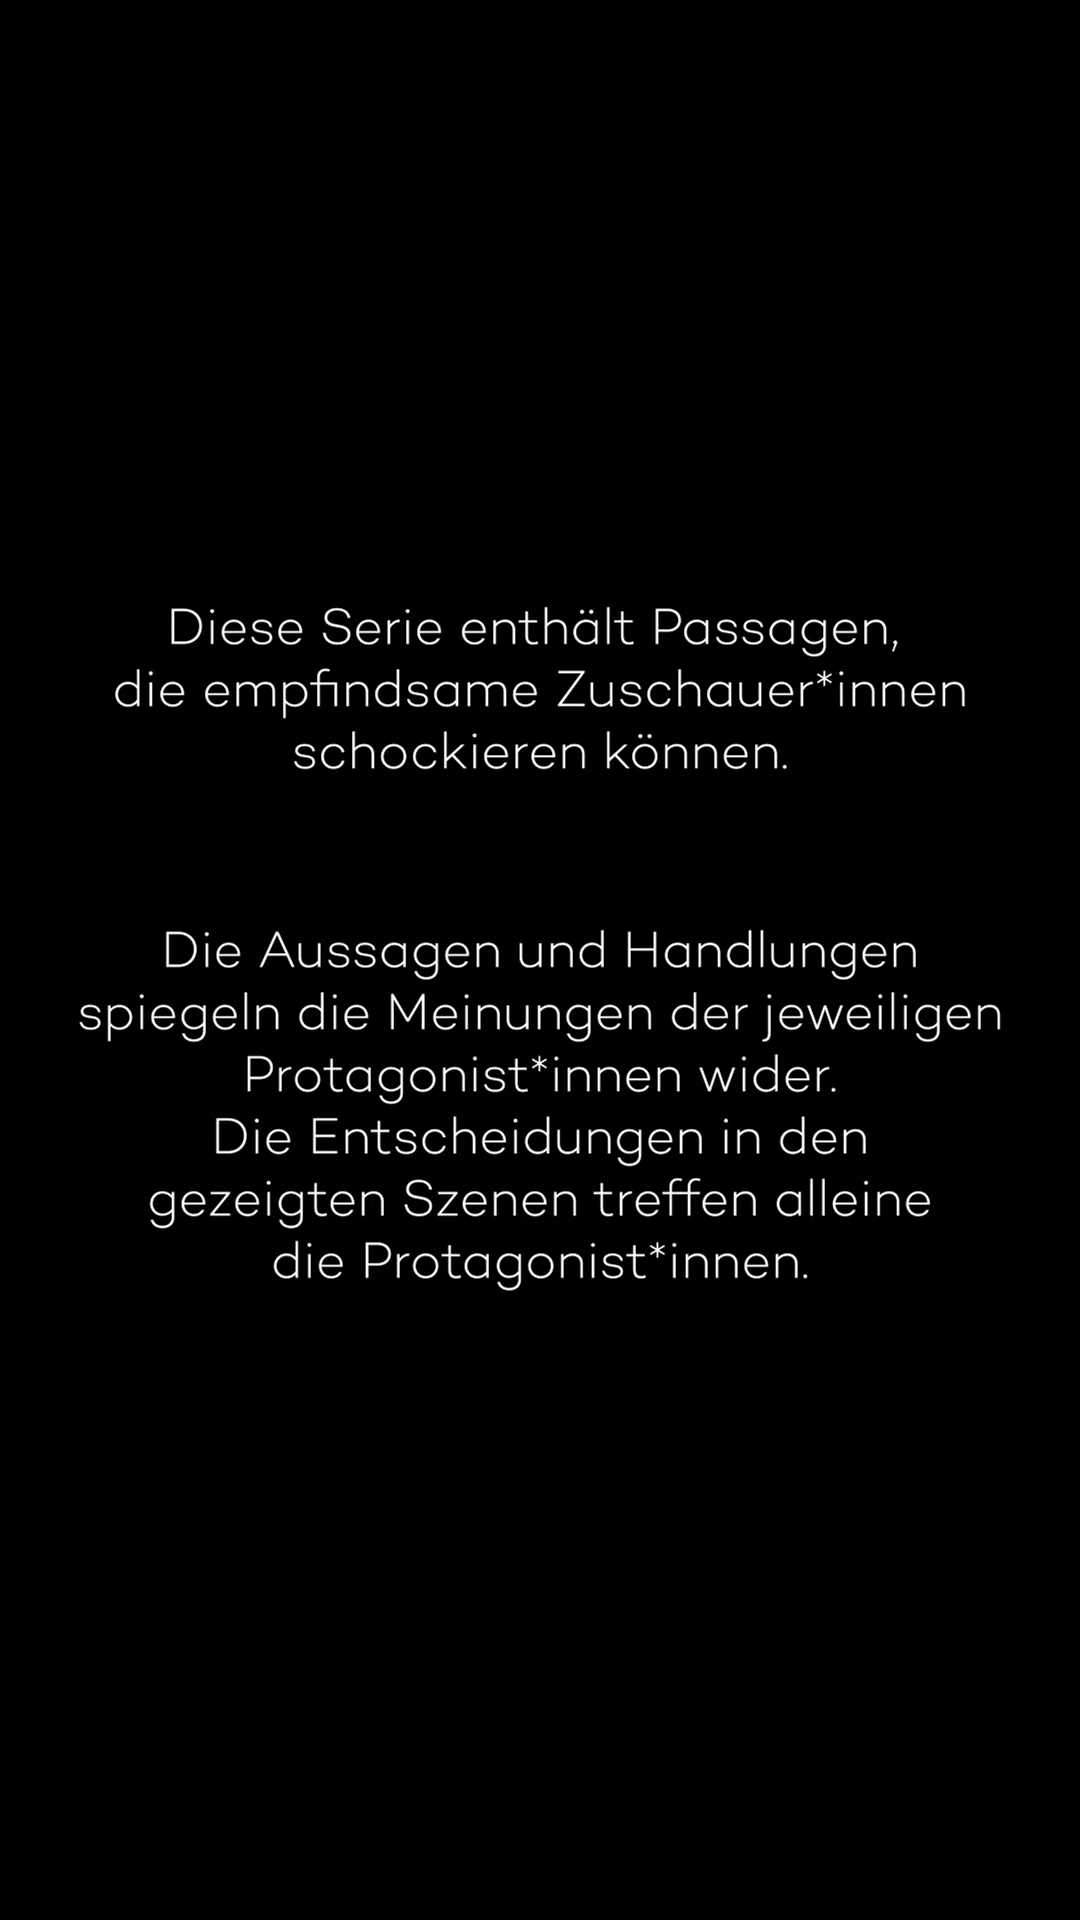 Diese Serie enthält Passagen,
die empfindsame Zuschauer*innen
schockieren können.
Die Aussagen und Handlungen
spiegeln die Meinungen der jeweiligen
Protagonist*innen wider.
Die Entscheidungen in den
gezeigten Szenen treffen alleine
die Protagonist*innen.